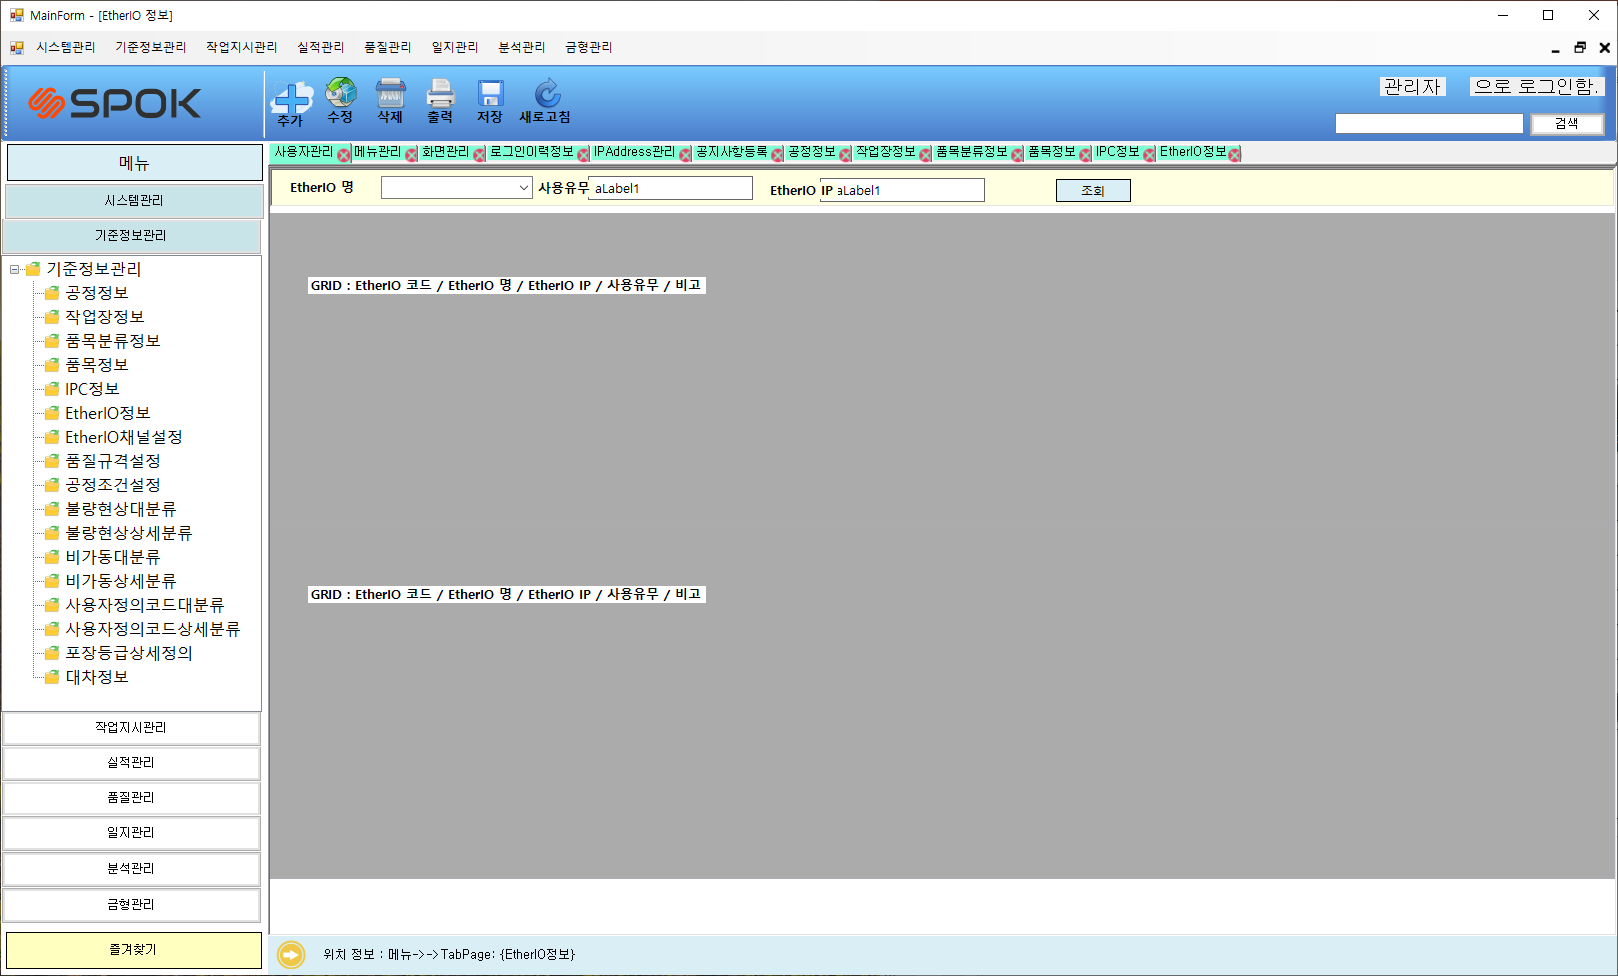 MainForm - [EtherIO 정보]
시스템관리 기준정보관리 작업지시관리 실적관리 품질관리 일지관리 분석관리 금형관리
SPOK
추가 수정 삭제 출력 저장 새로고침
관리자 으로 로그인함.
검색
메뉴
시스템관리
기준정보관리
기준정보관리
공정정보
작업장정보
품목분류정보
품목정보
IPC정보
EtherIO정보
EtherIO채널설정
품질규격설정
공정조건설정
불량현상대분류
불량현상상세분류
비가동대분류
비가동상세분류
사용자정의코드대분류
사용자정의코드상세분류
포장등급상세정의
대차정보
작업지시관리
실적관리
품질관리
일지관리
분석관리
금형관리
즐겨찾기
사용자관리 메뉴관리 화면관리 로그인이력정보 IPAddress관리 공지사항등록 공정정보 작업장정보 품목분류정보 품목정보 IPC정보 EtherIO정보
EtherIO 명 사용유무 aLabel1 EtherIO IP aLabel1 조회
GRID : EtherIO 코드 / EtherIO 명 / EtherIO IP / 사용유무 / 비고
GRID : EtherIO 코드 / EtherIO 명 / EtherIO IP / 사용유무 / 비고
위치 정보 : 메뉴->->TabPage: {EtherIO정보}